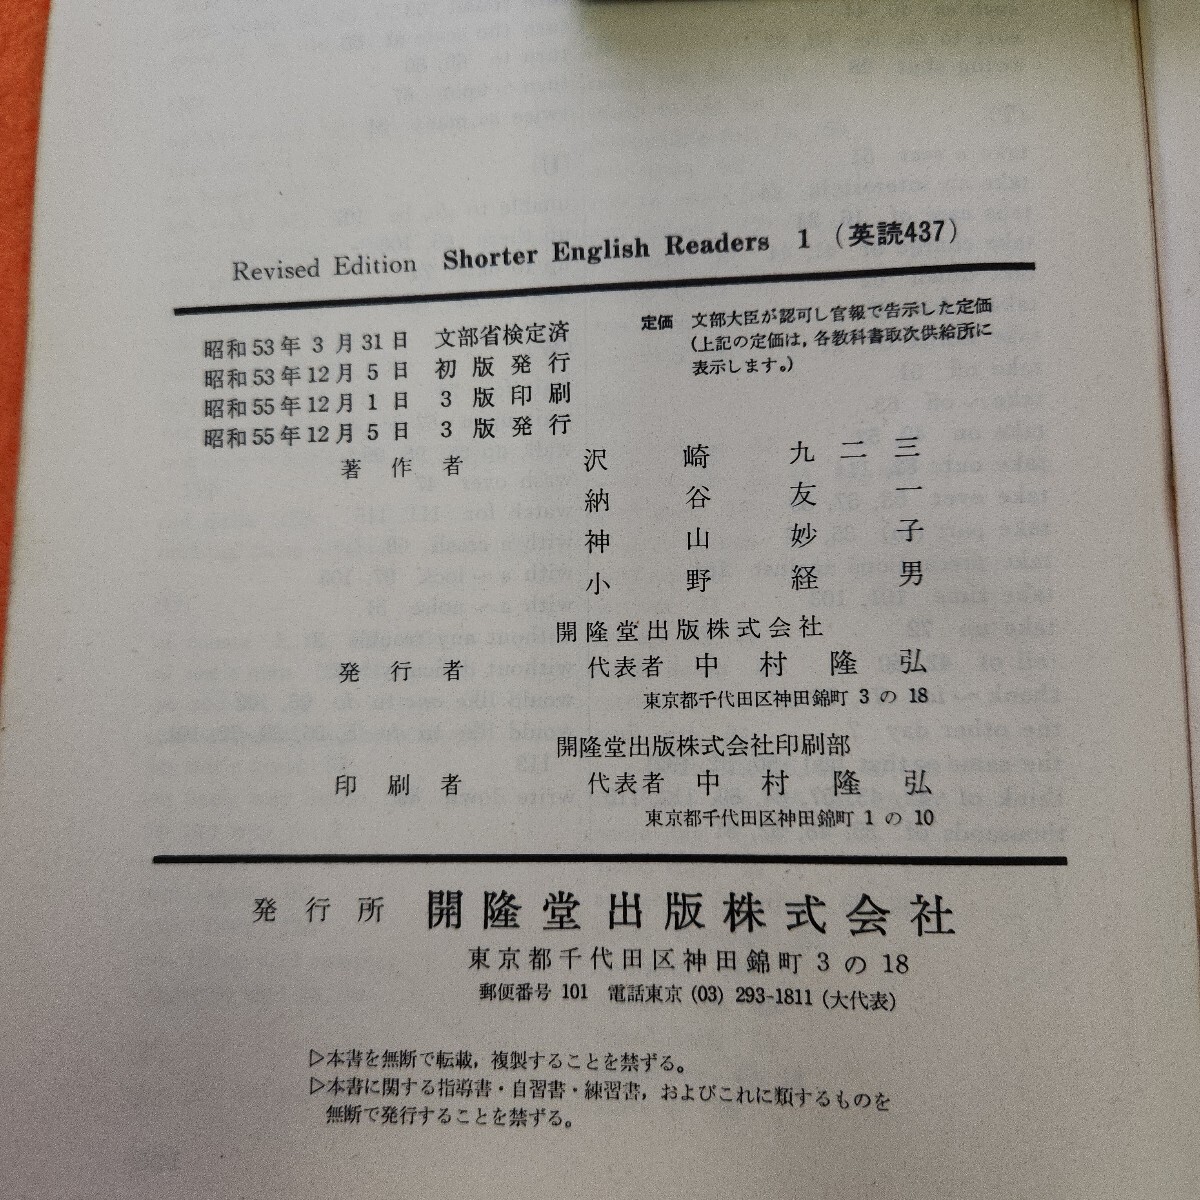 Revised Edition Shorter English Readers 1 (英読437)
昭和53年 3月31日 文部省検定済
昭和53年12月 5日 初版発行
昭和55年12月 1日 3版印刷
昭和55年12月 5日 3版発行
定価 文部大臣が認可し官報で告示した定価
(上記の定価は,各教科書取次供給所に
表示します。)
著作者 沢崎九二三
納谷友一
神山妙子
小野経男
開隆堂出版株式会社
発行者 代表者 中村隆弘
東京都千代田区神田錦町3の18
開隆堂出版株式会社印刷部
印刷者 代表者 中村隆弘
東京都千代田区神田錦町1の10
発行所 開隆堂出版株式会社
東京都千代田区神田錦町3の18
郵便番号 101 電話東京 (03) 293-1811 (大代表)
▷本書を無断で転載,複製することを禁ずる。
▷本書に関する指導書・自習書・練習書,およびこれに類するものを
無断で発行することを禁ずる。